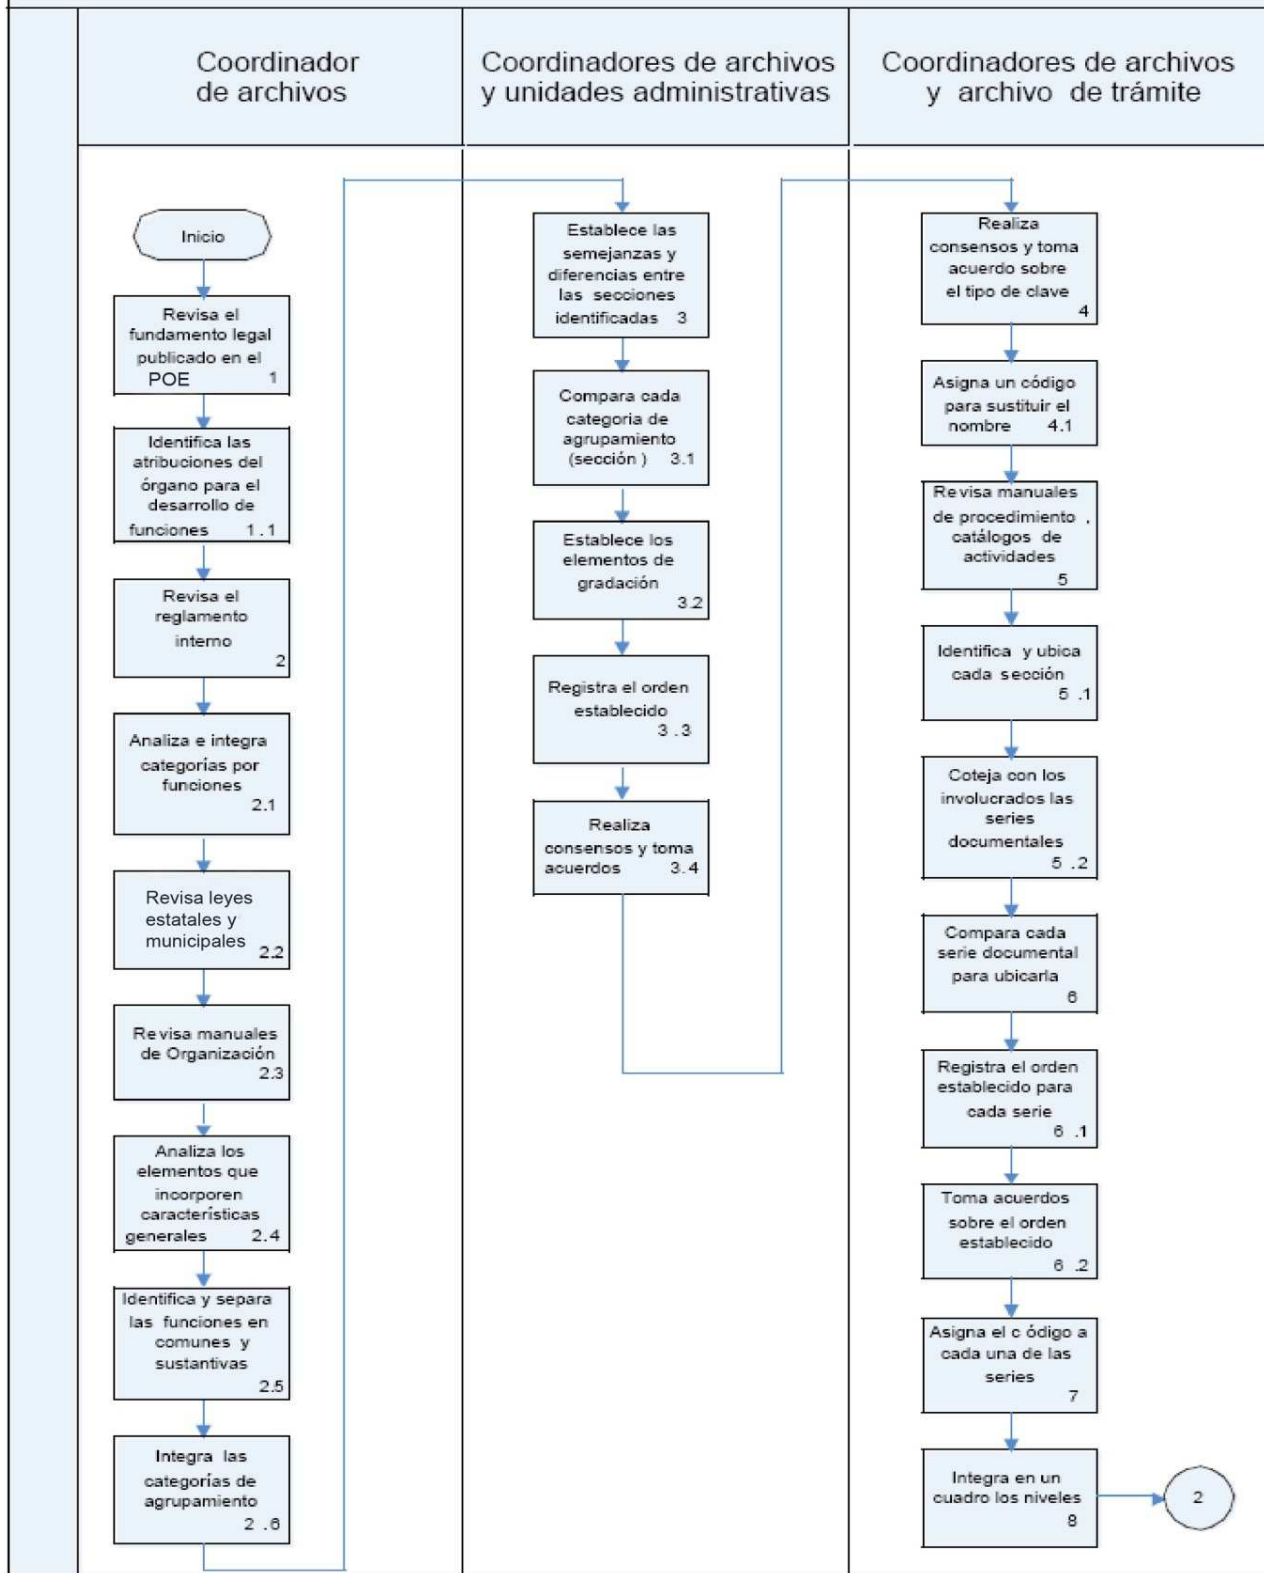 Coordinador
de archivos
Coordinadores de archivos
y unidades administrativas
Coordinadores de archivos
y archivo de trámite
Inicio
Revisa el
fundamento legal
publicado en el
POE 1
Identifica las
atribuciones del
órgano para el
desarrollo de
funciones 1.1
Revisa el
reglamento
interno
2
Analiza e integra
categorías por
funciones
2.1
Revisa leyes
estatales y
municipales
2.2
Revisa manuales
de Organización
2.3
Analiza los
elementos que
incorporen
características
generales 2.4
Identifica y separa
las funciones en
comunes y
sustantivas
2.5
Integra las
categorías de
agrupamiento
2 .6
Establece las
semejanzas y
diferencias entre
las secciones
identificadas 3
Compara cada
categoria de
agrupamiento
(sección ) 3.1
Establece los
elementos de
gradación
3.2
Registra el orden
establecido
3 .3
Realiza
consensos y toma
acuerdos 3.4
Realiza
consensos y toma
acuerdo sobre
el tipo de clave
4
Asigna un código
para sustituir el
nombre 4.1
Revisa manuales
de procedimiento ,
catálogos de
actividades
5
Identifica y ubica
cada sección
5 .1
Coteja con los
involucrados las
series
documentales
5 .2
Compara cada
serie documental
para ubicarla
6
Registra el orden
establecido para
cada serie
6 .1
Toma acuerdos
sobre el orden
establecido
6 .2
Asigna el c ódigo a
cada una de las
series
7
Integra en un
cuadro los niveles
8
2